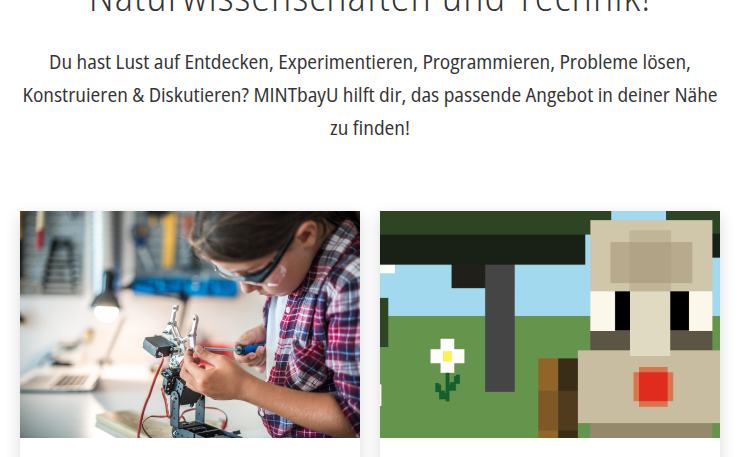 Naturwissenschaften und Technik!
Du hast Lust auf Entdecken, Experimentieren, Programmieren, Probleme lösen,
Konstruieren & Diskutieren? MINTbayU hilft dir, das passende Angebot in deiner Nähe
zu finden!